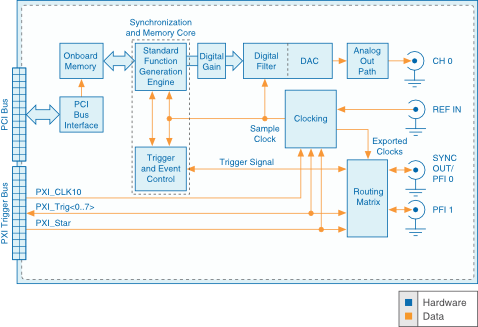 Synchronization
and Memory Core
Onboard
Memory
Standard
Function
Generation
Engine
Digital
Gain
Digital
Filter
DAC
Analog
Out
Path
CH 0
PCI Bus
PCI
Bus
Interface
Clocking
REF IN
Sample
Clock
Exported
Clocks
Trigger
and Event
Control
Trigger Signal
SYNC
OUT/
PFI 0
Routing
Matrix
PFI 1
PXI Trigger Bus
PXI_CLK10
PXI_Trig<0..7>
PXI_Star
Hardware
Data